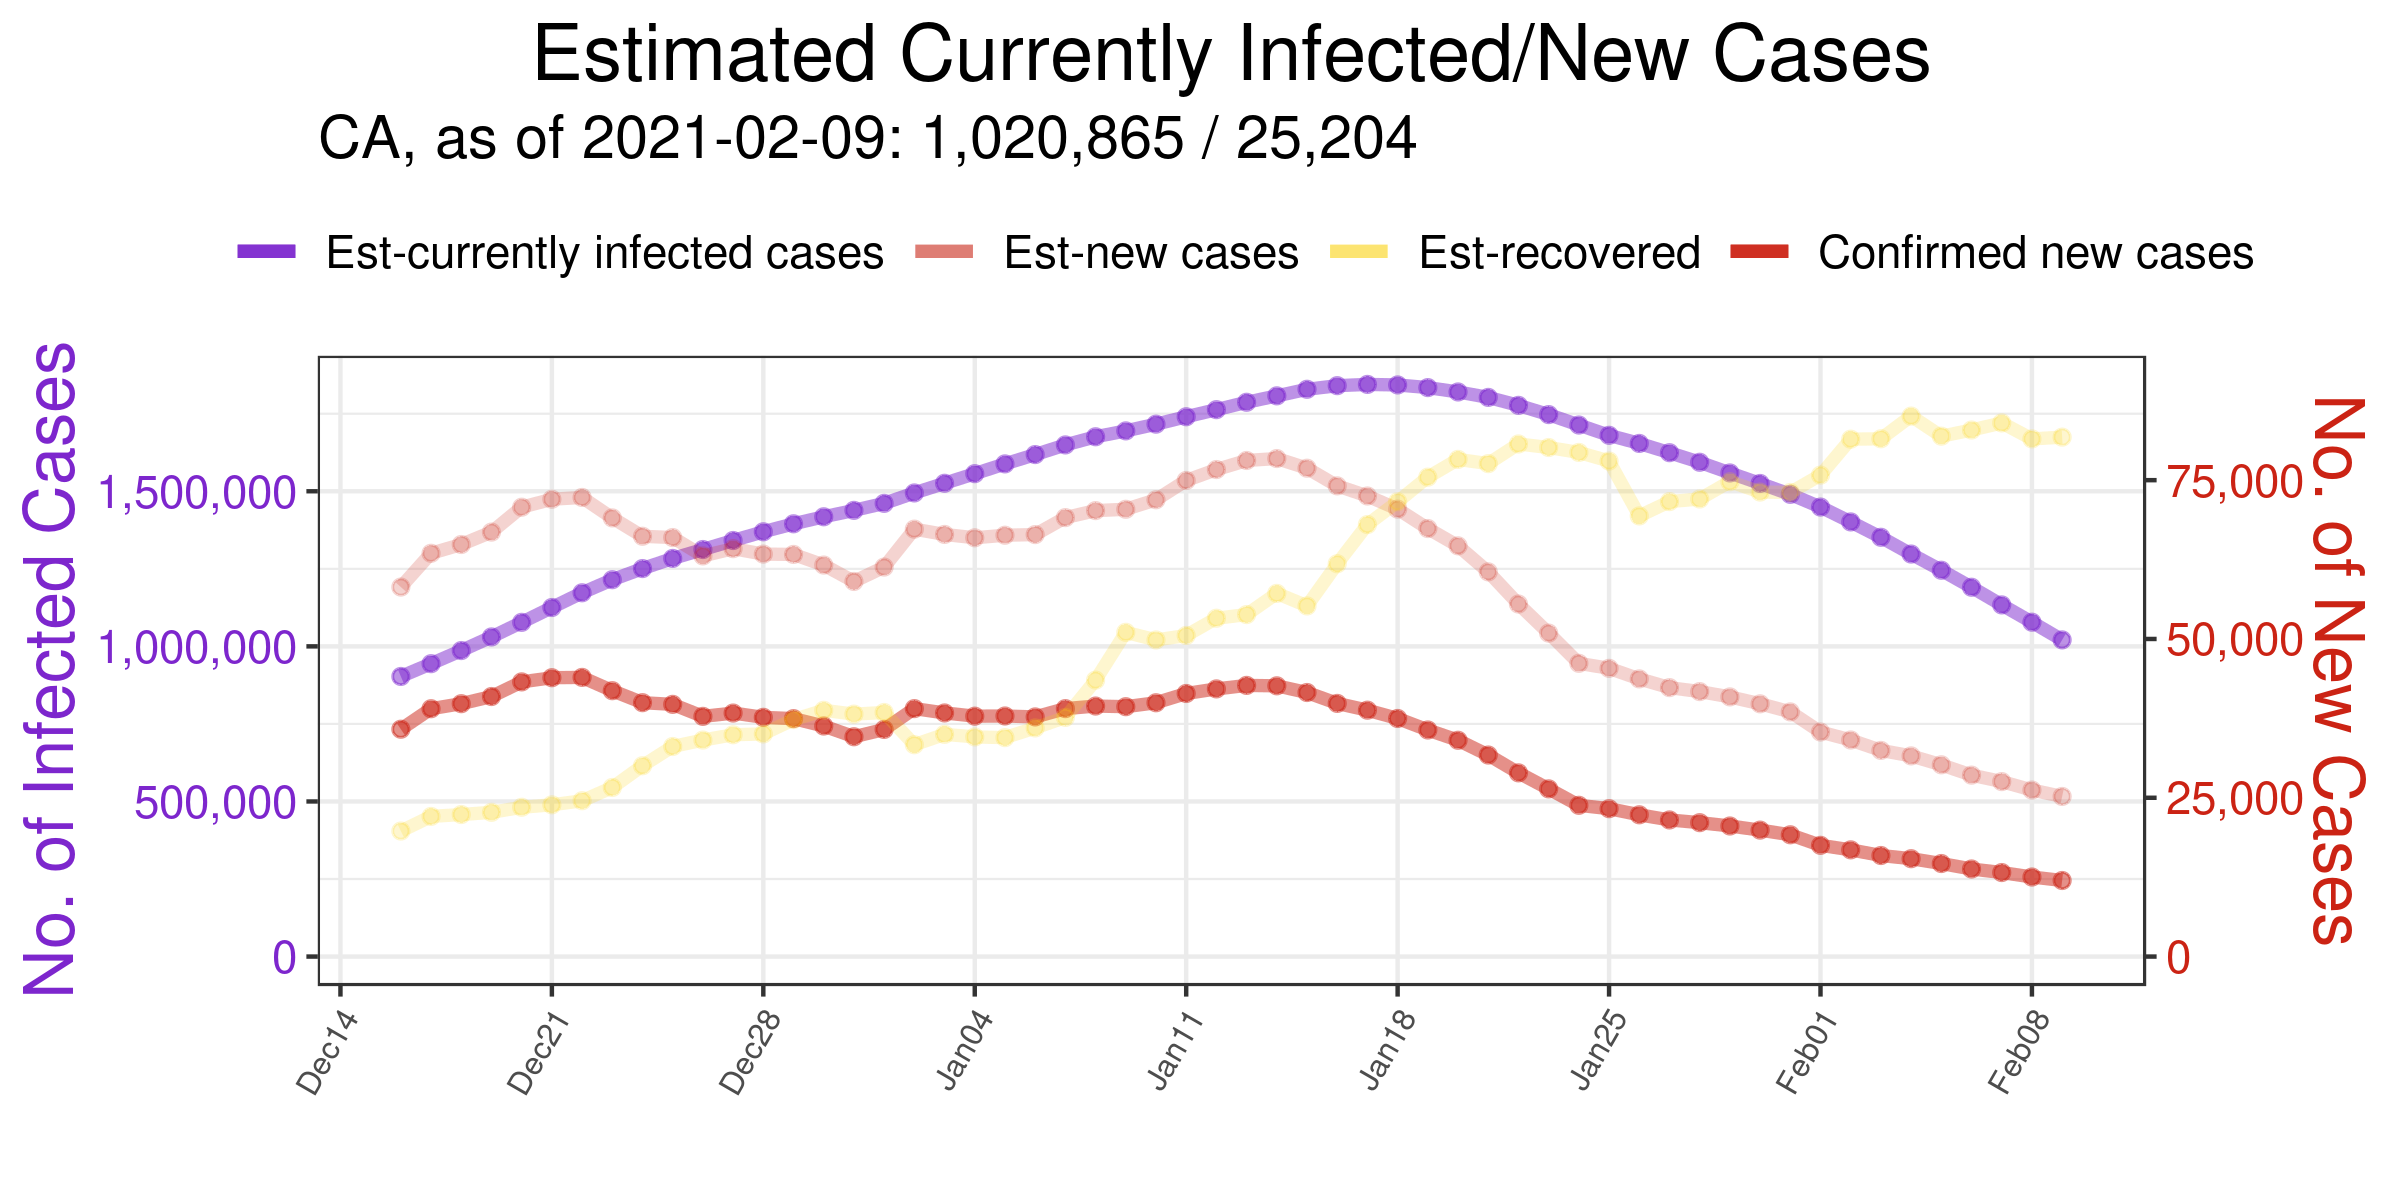 Estimated Currently Infected/New Cases
CA, as of 2021-02-09: 1,020,865 / 25,204
Est-currently infected cases Est-new cases Est-recovered Confirmed new cases
No. of Infected Cases
1,500,000
1,000,000
500,000
0
75,000
50,000
25,000
0
No. of New Cases
Dec14 Dec21 Dec28 Jan04 Jan11 Jan18 Jan25 Feb01 Feb08